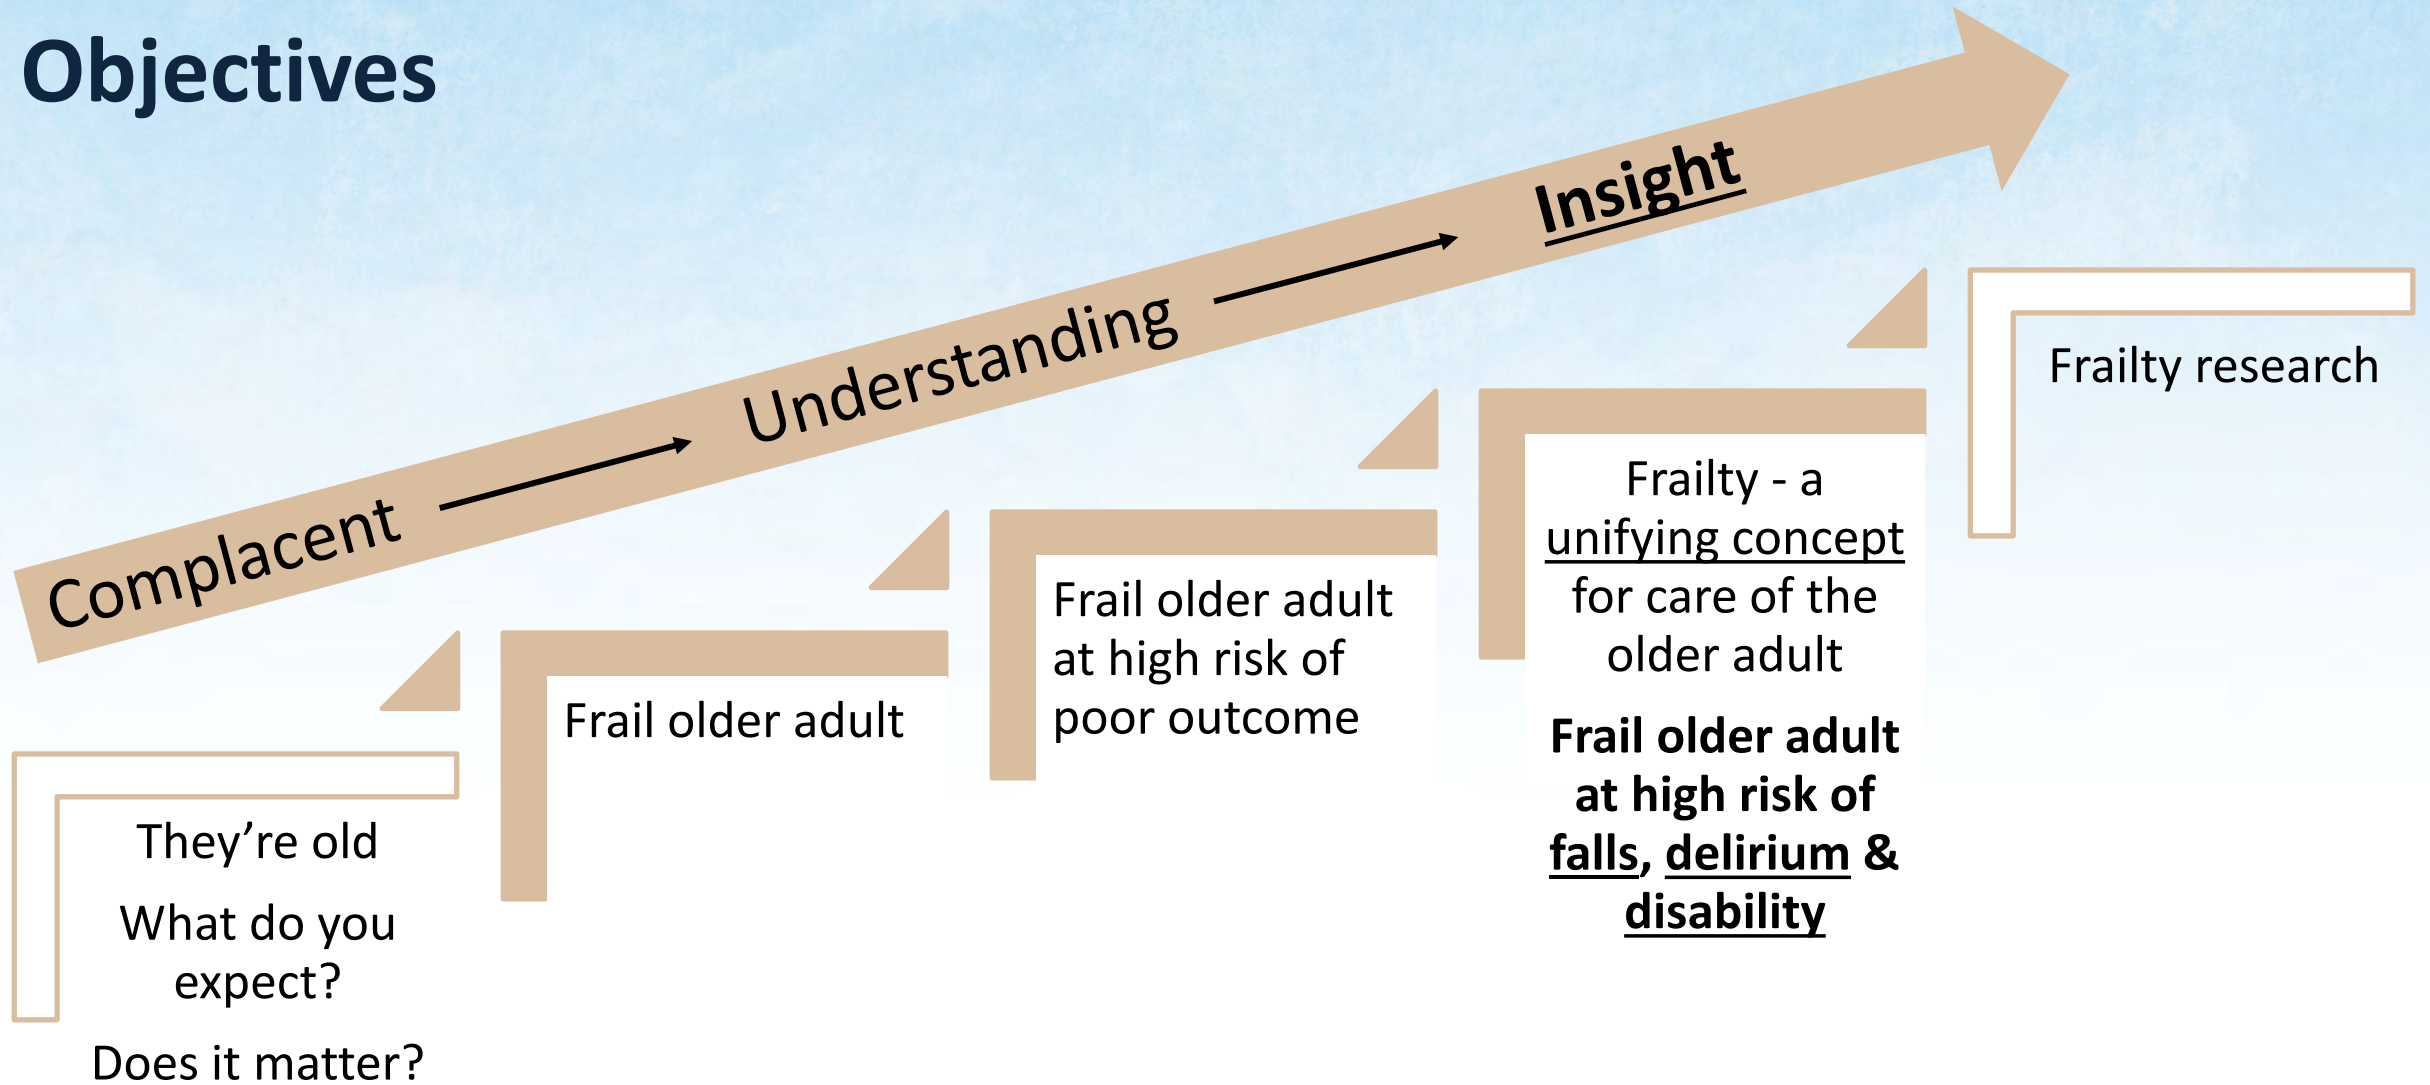 Objectives
Complacent
Understanding
Insight
They’re old
What do you
expect?
Does it matter?
Frail older adult
Frail older adult
at high risk of
poor outcome
Frailty - a
unifying concept
for care of the
older adult
Frail older adult
at high risk of
falls, delirium &
disability
Frailty research